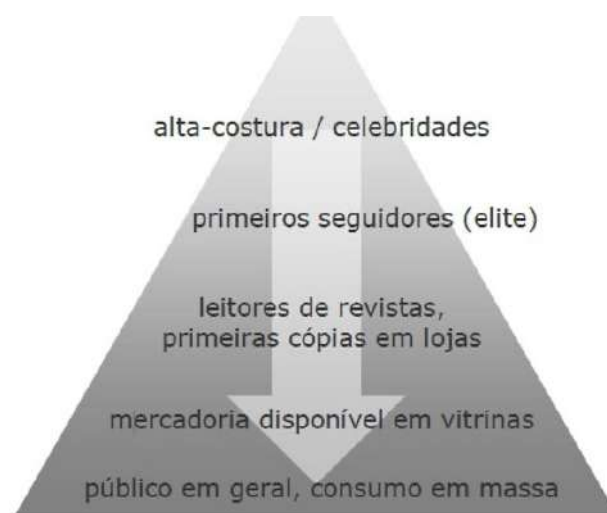 alta-costura / celebridades
primeiros seguidores (elite)
leitores de revistas,
primeiras cópias em lojas
mercadoria disponível em vitrinas
público em geral, consumo em massa